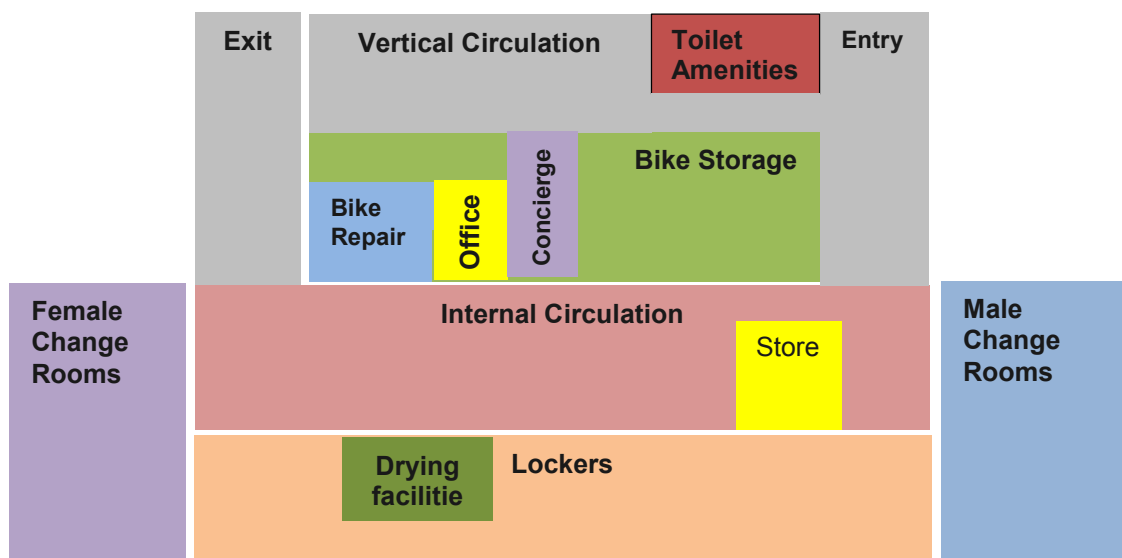 Exit
Vertical Circulation
Toilet
Amenities
Entry
Bike Storage
Bike
Repair
Office
Concierge
Female
Change
Rooms
Internal Circulation
Store
Male
Change
Rooms
Drying
facilitie
Lockers